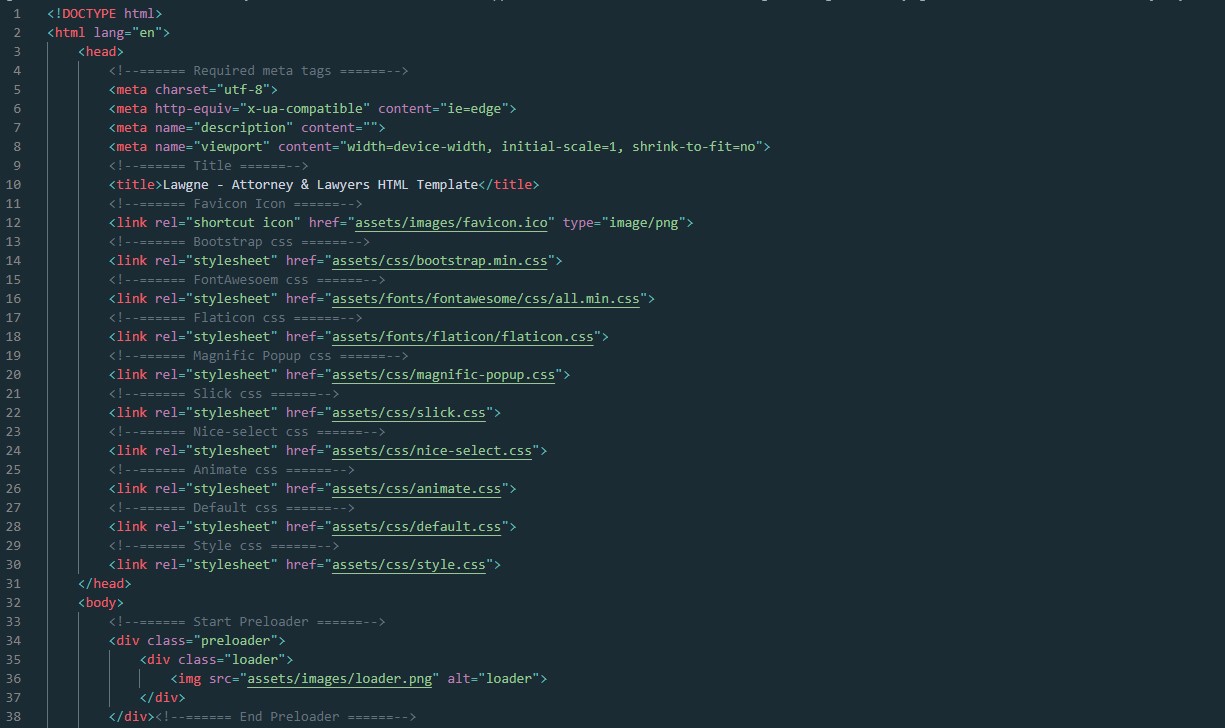 1 <!DOCTYPE html>
2 <html lang="en">
3 <head>
4 <!--====== Required meta tags ======-->
5 <meta charset="utf-8">
6 <meta http-equiv="x-ua-compatible" content="ie=edge">
7 <meta name="description" content="">
8 <meta name="viewport" content="width=device-width, initial-scale=1, shrink-to-fit=no">
9 <!--====== Title ======-->
10 <title>Lawgne - Attorney & Lawyers HTML Template</title>
11 <!--====== Favicon Icon ======-->
12 <link rel="shortcut icon" href="assets/images/favicon.ico" type="image/png">
13 <!--====== Bootstrap css ======-->
14 <link rel="stylesheet" href="assets/css/bootstrap.min.css">
15 <!--====== FontAwesoem css ======-->
16 <link rel="stylesheet" href="assets/fonts/fontawesome/css/all.min.css">
17 <!--====== Flaticon css ======-->
18 <link rel="stylesheet" href="assets/fonts/flaticon/flaticon.css">
19 <!--====== Magnific Popup css ======-->
20 <link rel="stylesheet" href="assets/css/magnific-popup.css">
21 <!--====== Slick css ======-->
22 <link rel="stylesheet" href="assets/css/slick.css">
23 <!--====== Nice-select css ======-->
24 <link rel="stylesheet" href="assets/css/nice-select.css">
25 <!--====== Animate css ======-->
26 <link rel="stylesheet" href="assets/css/animate.css">
27 <!--====== Default css ======-->
28 <link rel="stylesheet" href="assets/css/default.css">
29 <!--====== Style css ======-->
30 <link rel="stylesheet" href="assets/css/style.css">
31 </head>
32 <body>
33 <!--====== Start Preloader ======-->
34 <div class="preloader">
35 <div class="loader">
36 <img src="assets/images/loader.png" alt="loader">
37 </div>
38 </div><!--====== End Preloader ======-->